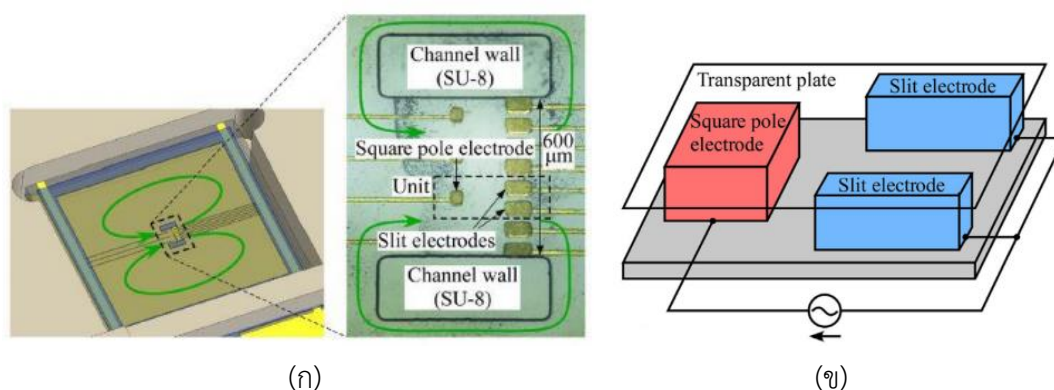 Channel wall
(SU-8)
Square pole electrode
600
μm
Unit
Slit electrodes
Channel wall
(SU-8)
(ก)
Transparent plate
Slit electrode
Square pole
electrode
Slit electrode
(ข)